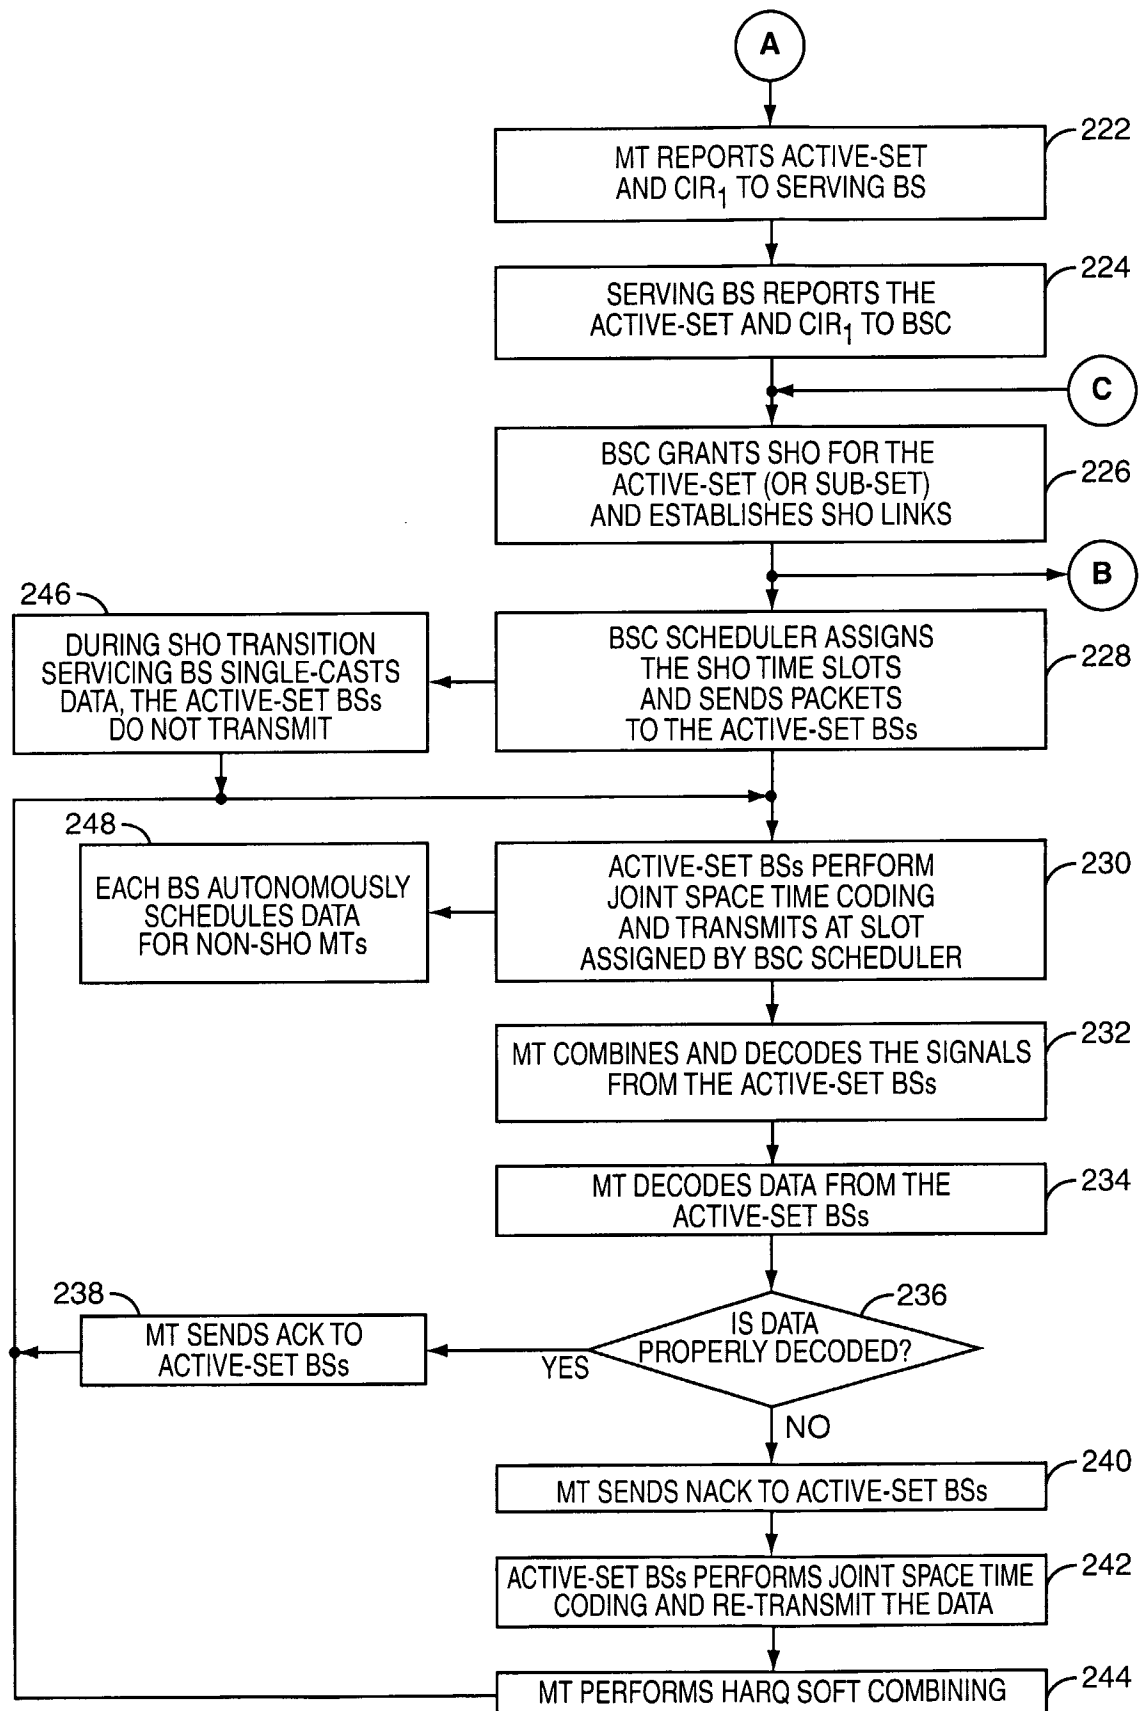 A
222
MT REPORTS ACTIVE-SET
AND CIR1 TO SERVING BS
224
SERVING BS REPORTS THE
ACTIVE-SET AND CIR1 TO BSC
C
BSC GRANTS SHO FOR THE
ACTIVE-SET (OR SUB-SET)
AND ESTABLISHES SHO LINKS
226
B
246
DURING SHO TRANSITION
SERVICING BS SINGLE-CASTS
DATA, THE ACTIVE-SET BSs
DO NOT TRANSMIT
BSC SCHEDULER ASSIGNS
THE SHO TIME SLOTS
AND SENDS PACKETS
TO THE ACTIVE-SET BSs
228
248
EACH BS AUTONOMOUSLY
SCHEDULES DATA
FOR NON-SHO MTs
ACTIVE-SET BSs PERFORM
JOINT SPACE TIME CODING
AND TRANSMITS AT SLOT
ASSIGNED BY BSC SCHEDULER
230
232
MT COMBINES AND DECODES THE SIGNALS
FROM THE ACTIVE-SET BSs
234
MT DECODES DATA FROM THE
ACTIVE-SET BSs
236
IS DATA
PROPERLY DECODED?
238
MT SENDS ACK TO
ACTIVE-SET BSs
YES
NO
240
MT SENDS NACK TO ACTIVE-SET BSs
242
ACTIVE-SET BSs PERFORMS JOINT SPACE TIME
CODING AND RE-TRANSMIT THE DATA
244
MT PERFORMS HARQ SOFT COMBINING